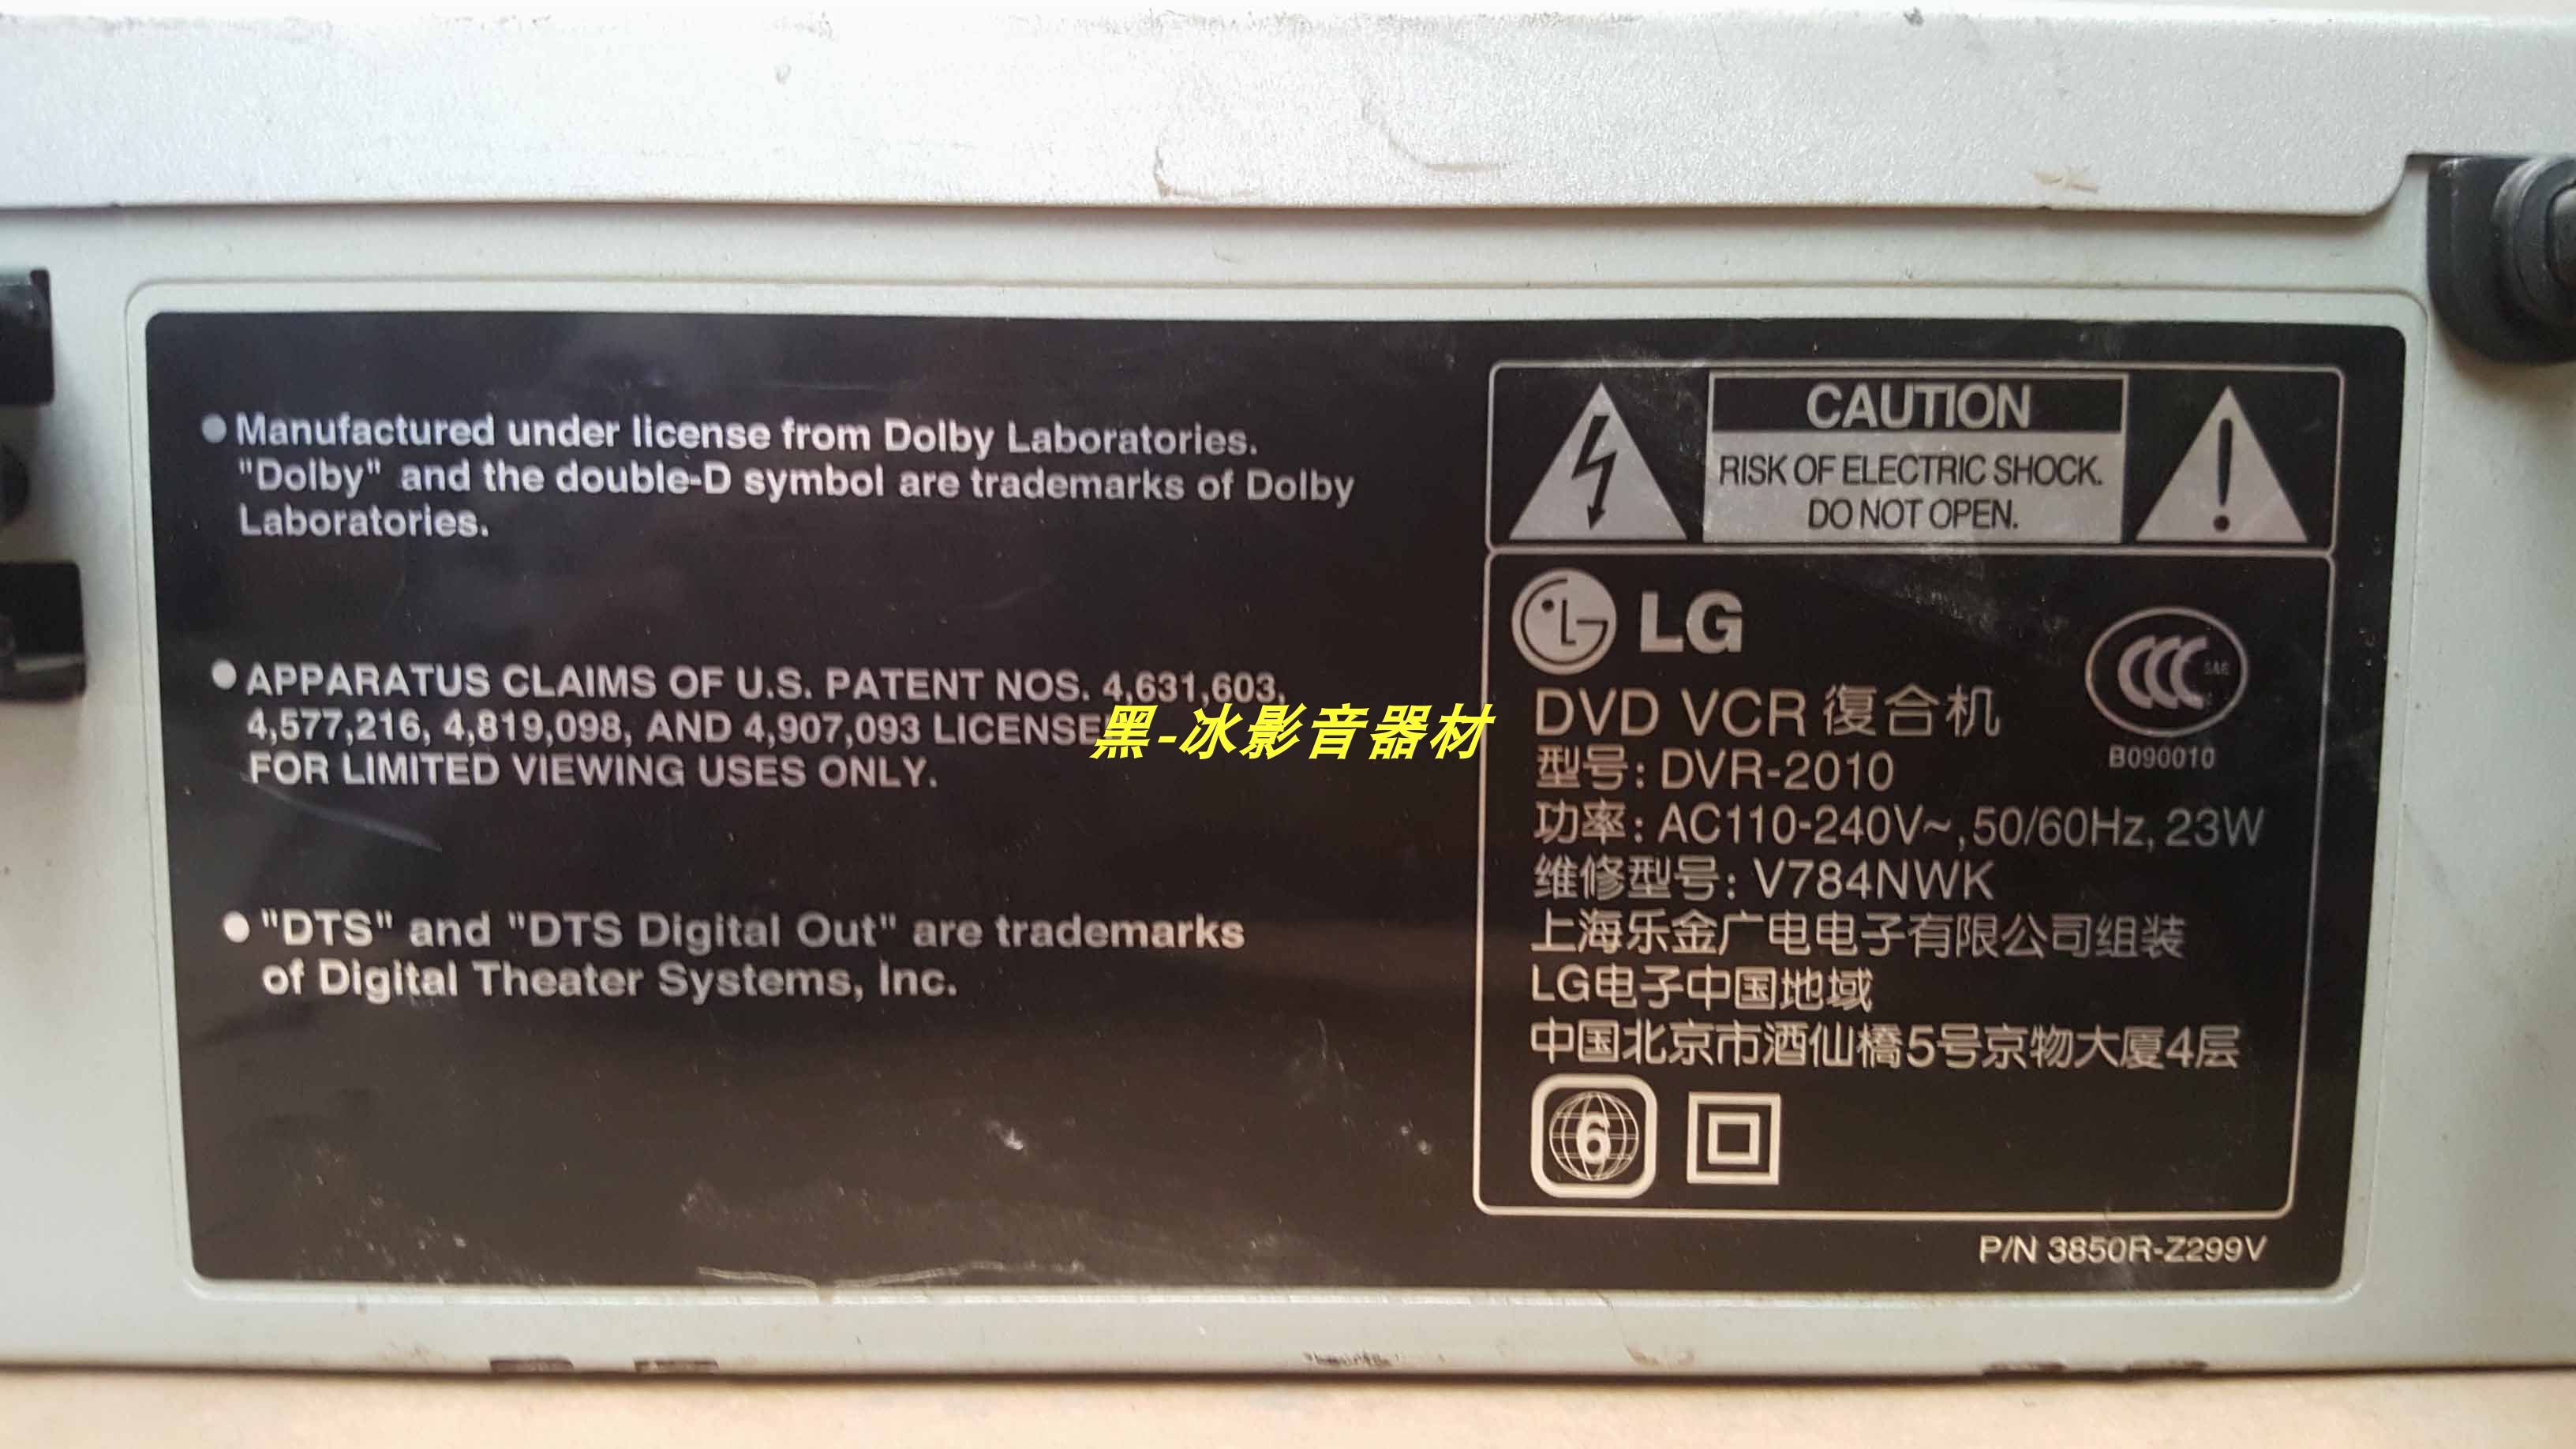 Manufactured under license from Dolby Laboratories.
"Dolby" and the double-D symbol are trademarks of Dolby
Laboratories.
APPARATUS CLAIMS OF U.S. PATENT NOS. 4,631,603,
4,577,216, 4,819,098, AND 4,907,093 LICENSE
FOR LIMITED VIEWING USES ONLY.
"DTS" and "DTS Digital Out" are trademarks
of Digital Theater Systems, Inc.
黑-冰影音器材
CAUTION
RISK OF ELECTRIC SHOCK.
DO NOT OPEN.
LG
CCC
B090010
DVD VCR 復合机
型号: DVR-2010
功率: AC110-240V~,50/60Hz, 23W
维修型号: V784NWK
上海乐金广电电子有限公司组装
LG电子中国地域
中国北京市酒仙橋5号京物大厦4层
6
P/N 3850R-Z299V